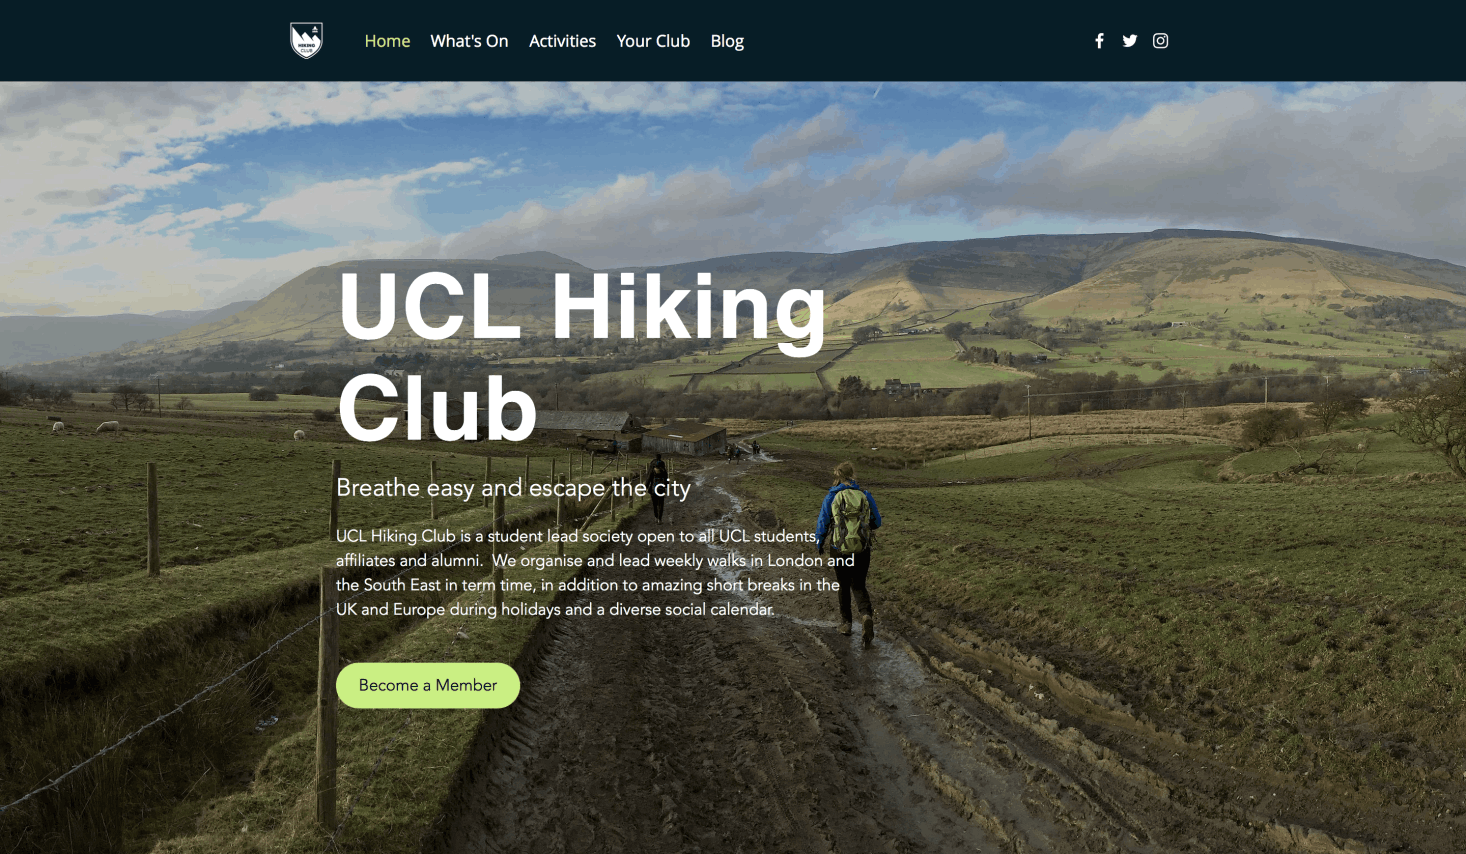 HIKING
CLUB
Home What's On Activities Your Club Blog
UCL Hiking
Club
Breathe easy and escape the city
UCL Hiking Club is a student lead society open to all UCL students,
affiliates and alumni.  We organise and lead weekly walks in London and
the South East in term time, in addition to amazing short breaks in the
UK and Europe during holidays and a diverse social calendar.
Become a Member